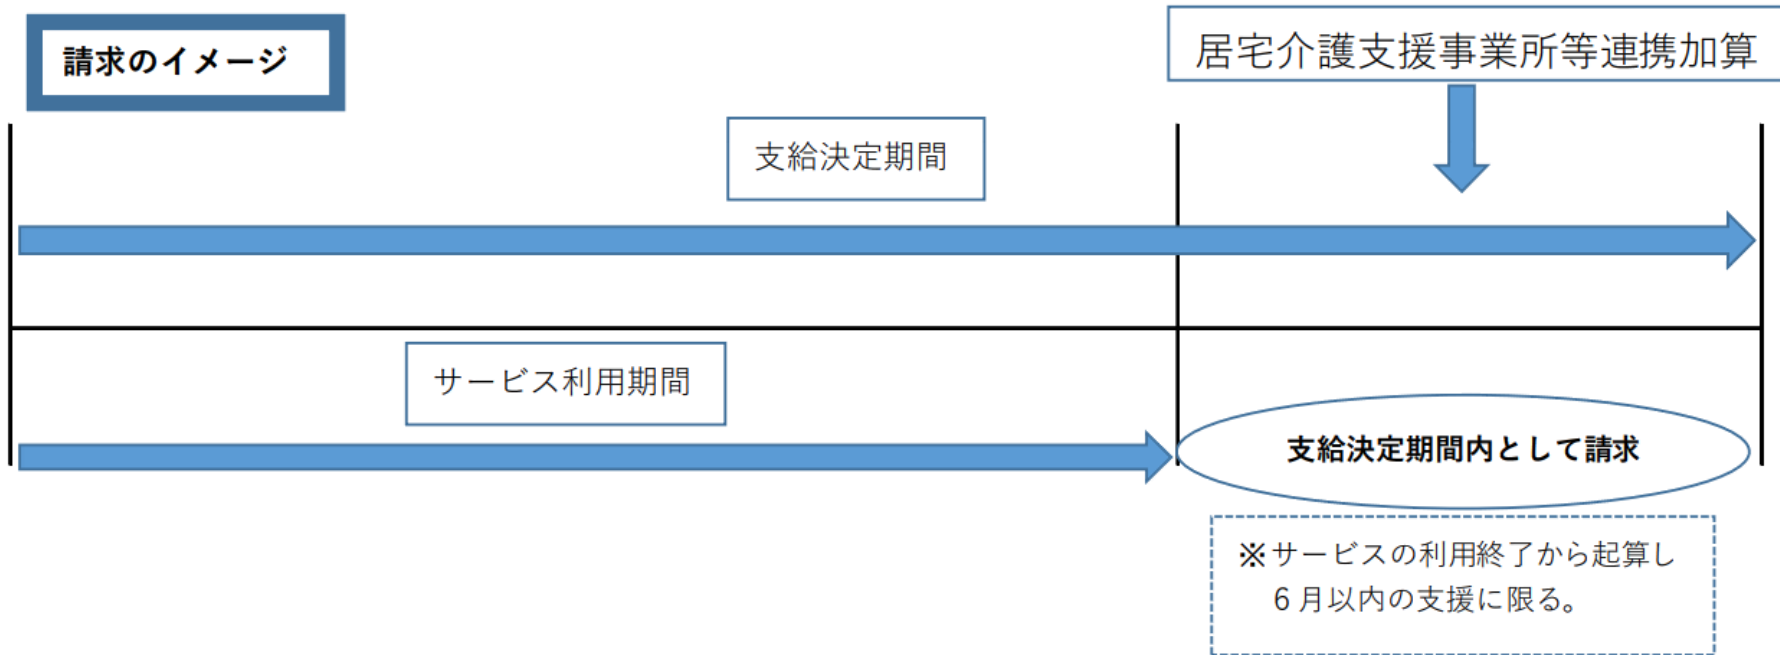 請求のイメージ
居宅介護支援事業所等連携加算
支給決定期間
サービス利用期間
支給決定期間内として請求
※サービスの利用終了から起算し
６月以内の支援に限る。